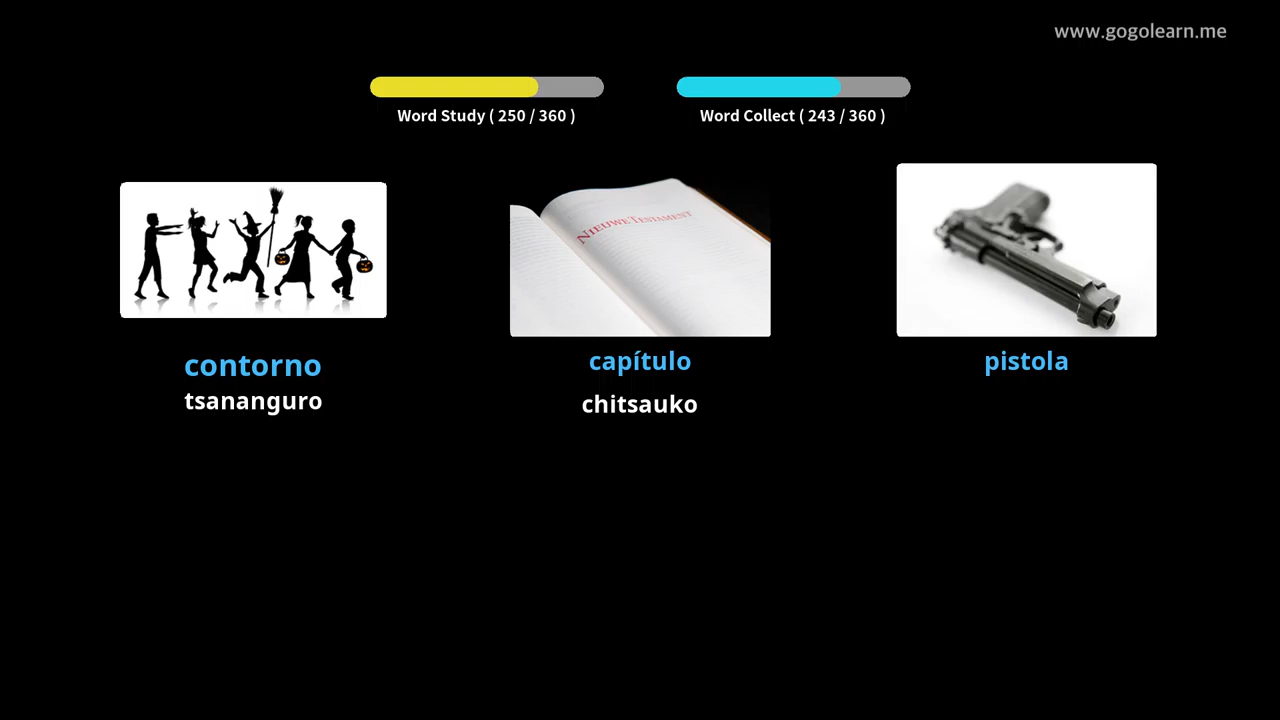 www.gogolearn.me
Word Study ( 250 / 360 )
Word Collect ( 243 / 360 )
NIEUWE TESTAMENT
contorno
tsananguro
capítulo
chitsauko
pistola